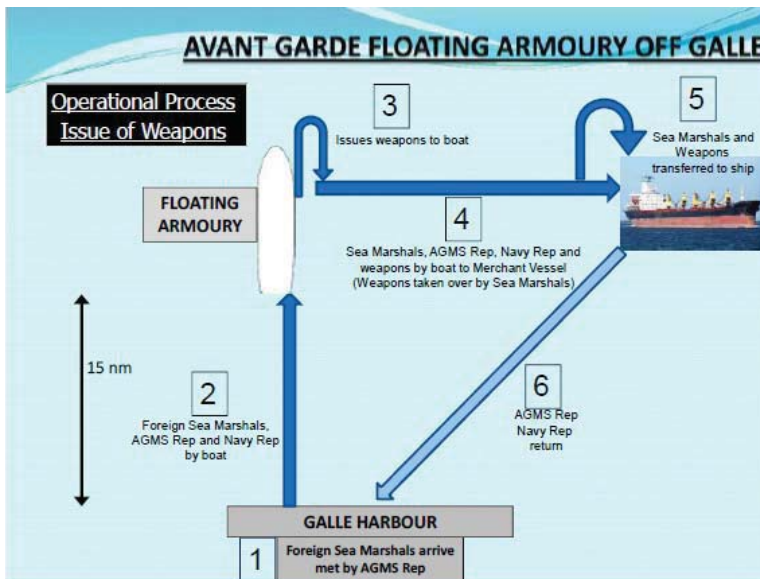 AVANT GARDE FLOATING ARMOURY OFF GALLE
Operational Process
Issue of Weapons
3
Issues weapons to boat
5
Sea Marshals and
Weapons
transferred to ship
FLOATING
ARMOURY
4
Sea Marshals, AGMS Rep, Navy Rep and
weapons by boat to Merchant Vessel
(Weapons taken over by Sea Marshals)
15 nm
2
Foreign Sea Marshals,
AGMS Rep and Navy Rep
by boat
6
AGMS Rep
Navy Rep
return
GALLE HARBOUR
1
Foreign Sea Marshals arrive
met by AGMS Rep